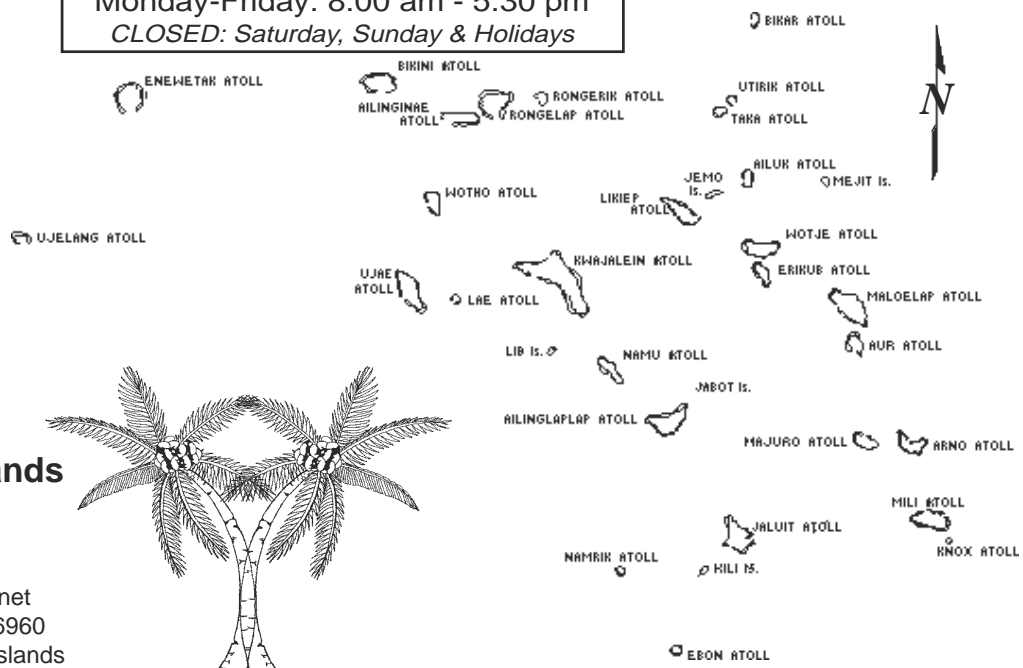 Monday-Friday: 8:00 am - 5:30 pm
CLOSED: Saturday, Sunday & Holidays
BIKAR ATOLL
ENEWETAK ATOLL
BIKINI ATOLL
AILINGINAE
ATOLL
RONGERIK ATOLL
RONGELAP ATOLL
UTIRIK ATOLL
TAKA ATOLL
N
AILUK ATOLL
JEMO
Is.
MEJIT Is.
WOTHO ATOLL
LIKIEP
ATOLL
UJELANG ATOLL
WOTJE ATOLL
KWAJALEIN ATOLL
ERIKUB ATOLL
UJAE
ATOLL
LAE ATOLL
MALOELAP ATOLL
AUR ATOLL
LIB Is.
NAMU ATOLL
JABOT Is.
AILINGLAPLAP ATOLL
MAJURO ATOLL
ARNO ATOLL
ands
MILI ATOLL
JALUIT ATOLL
KNOX ATOLL
NAMRIK ATOLL
KILI IS.
net
6960
slands
EBON ATOLL